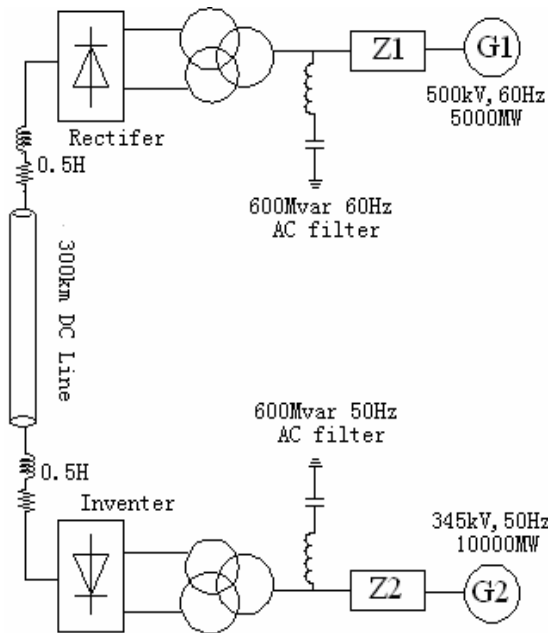 Z1
G1
500kV, 60Hz
5000MW
Rectifer
0.5H
600Mvar 60Hz
AC filter
300km DC Line
600Mvar 50Hz
AC filter
0.5H
Inventer
345kV, 50Hz
10000MW
Z2
G2